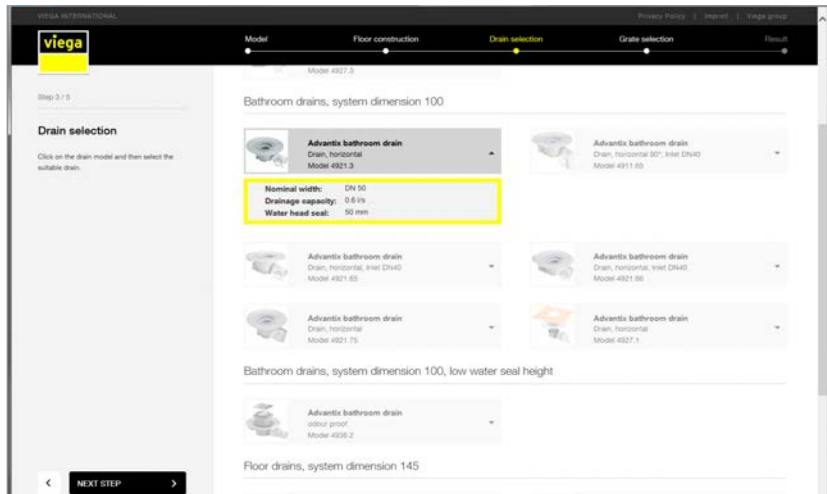 VIEGA INTERNATIONAL
Privacy Policy | Imprint | Viega group
viega
Model
Floor construction
Drain selection
Grate selection
Result
Step 3 / 5
Drain selection
Click on the drain model and then select the
suitable drain.
Model 4927.3
Bathroom drains, system dimension 100
Advantix bathroom drain
Drain, horizontal
Model 4921.3
Nominal width: DN 50
Drainage capacity: 0.6 l/s
Water head seal: 50 mm
Advantix bathroom drain
Drain, horizontal 90°, Inlet DN40
Model 4911.65
Advantix bathroom drain
Drain, horizontal, Inlet DN40
Model 4921.65
Advantix bathroom drain
Drain, horizontal, Inlet DN40
Model 4921.66
Advantix bathroom drain
Drain, horizontal
Model 4921.75
Advantix bathroom drain
Drain, horizontal
Model 4927.1
Bathroom drains, system dimension 100, low water seal height
Advantix bathroom drain
odour proof
Model 4936.2
Floor drains, system dimension 145
NEXT STEP